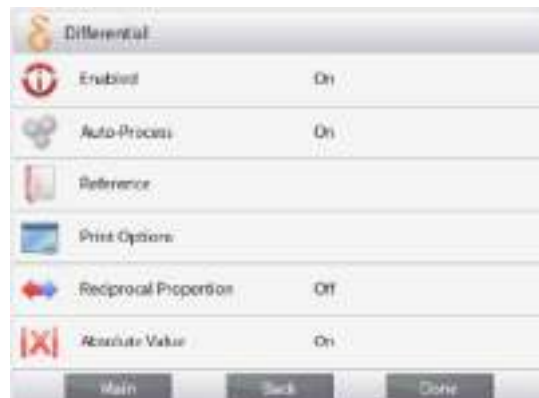 Differential
Enabled On
Auto-Process On
Reference
Print Options
Reciprocal Proportion Off
Absolute Value On
Main Back Done